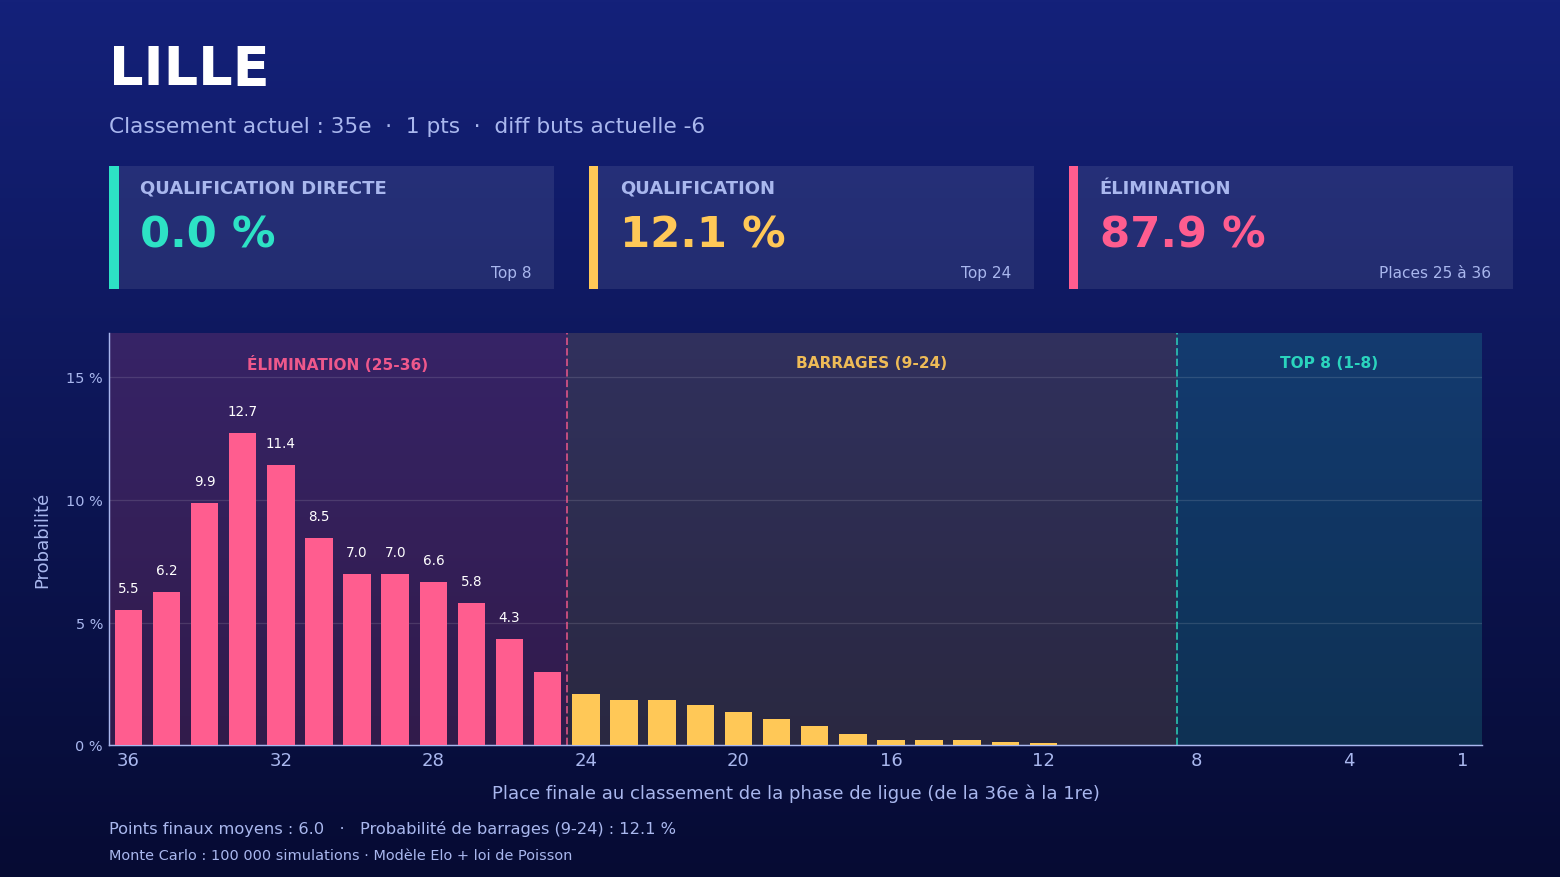 LILLE
Classement actuel : 35e · 1 pts · diff buts actuelle -6
QUALIFICATION DIRECTE
0.0 %
Top 8
QUALIFICATION
12.1 %
Top 24
ÉLIMINATION
87.9 %
Places 25 à 36
ÉLIMINATION (25-36)
BARRAGES (9-24)
TOP 8 (1-8)
Probabilité
15 %
10 %
5 %
0 %
5.5
6.2
9.9
12.7
11.4
8.5
7.0
7.0
6.6
5.8
4.3
36 32 28 24 20 16 12 8 4 1
Place finale au classement de la phase de ligue (de la 36e à la 1re)
Points finaux moyens : 6.0 · Probabilité de barrages (9-24) : 12.1 %
Monte Carlo : 100 000 simulations · Modèle Elo + loi de Poisson